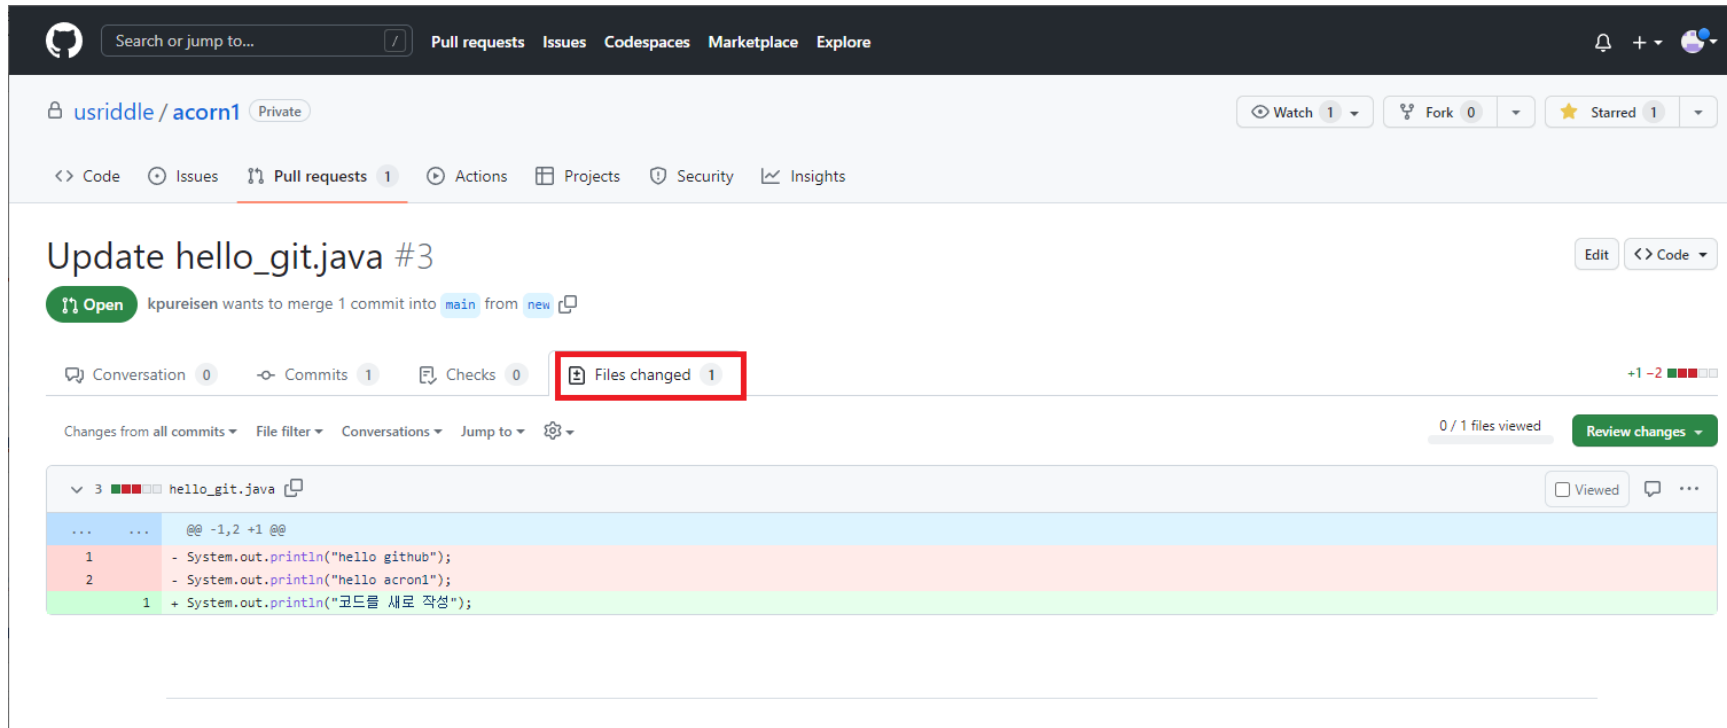 Search or jump to... / Pull requests Issues Codespaces Marketplace Explore
usriddle / acorn1 Private Watch 1 Fork 0 Starred 1
Code Issues Pull requests 1 Actions Projects Security Insights
Update hello_git.java #3 Edit <> Code
Open kpureisen wants to merge 1 commit into main from new
Conversation 0 Commits 1 Checks 0 Files changed 1 +1 −2
Changes from all commits File filter Conversations Jump to 0 / 1 files viewed Review changes
3 hello_git.java Viewed ...
... ... @@ -1,2 +1 @@
1 - System.out.println("hello github");
2 - System.out.println("hello acron1");
1 + System.out.println("코드를 새로 작성");